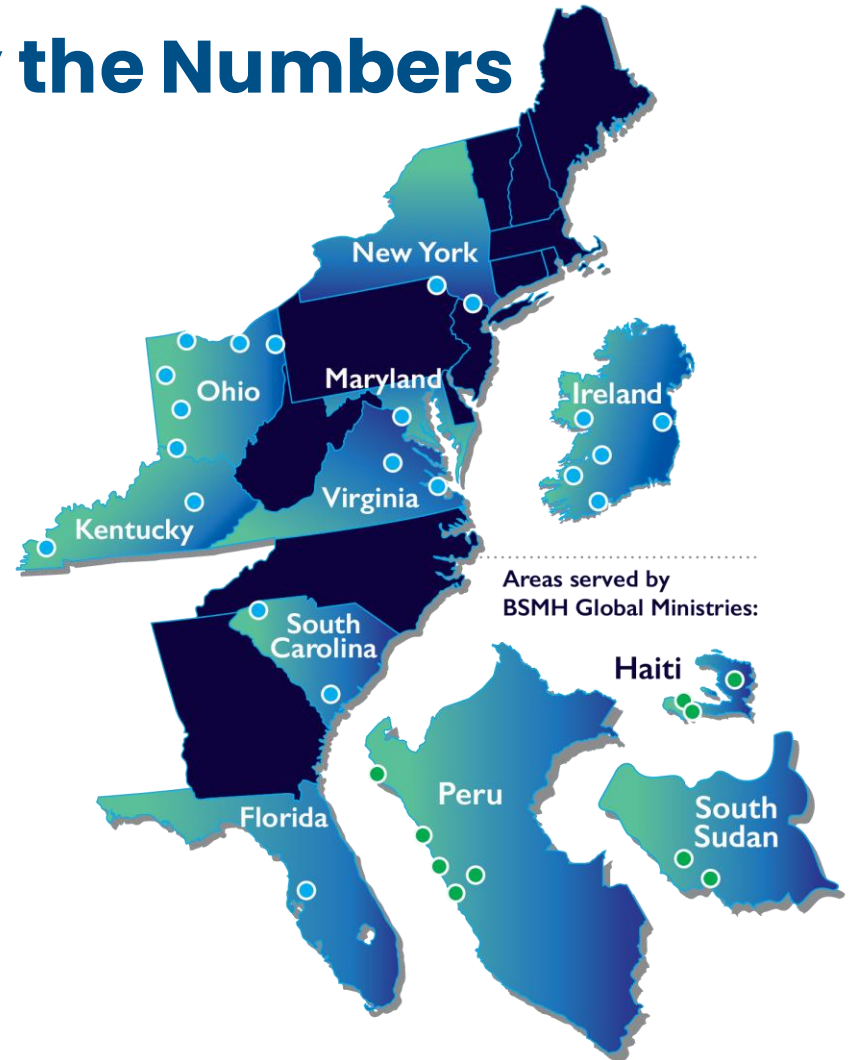 the Numbers
New York
Ohio
Maryland
Ireland
Virginia
Kentucky
Areas served by
BSMH Global Ministries:
South
Carolina
Haiti
Peru
South
Sudan
Florida